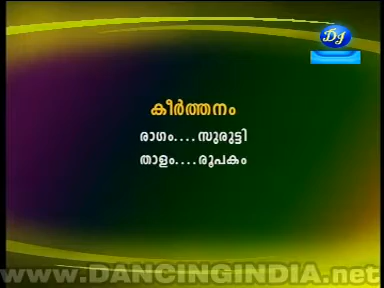 DJ
കീർത്തനം
രാഗം....സുരുട്ടി
താളം....രൂപകം
www.DANCINGINDIA.net